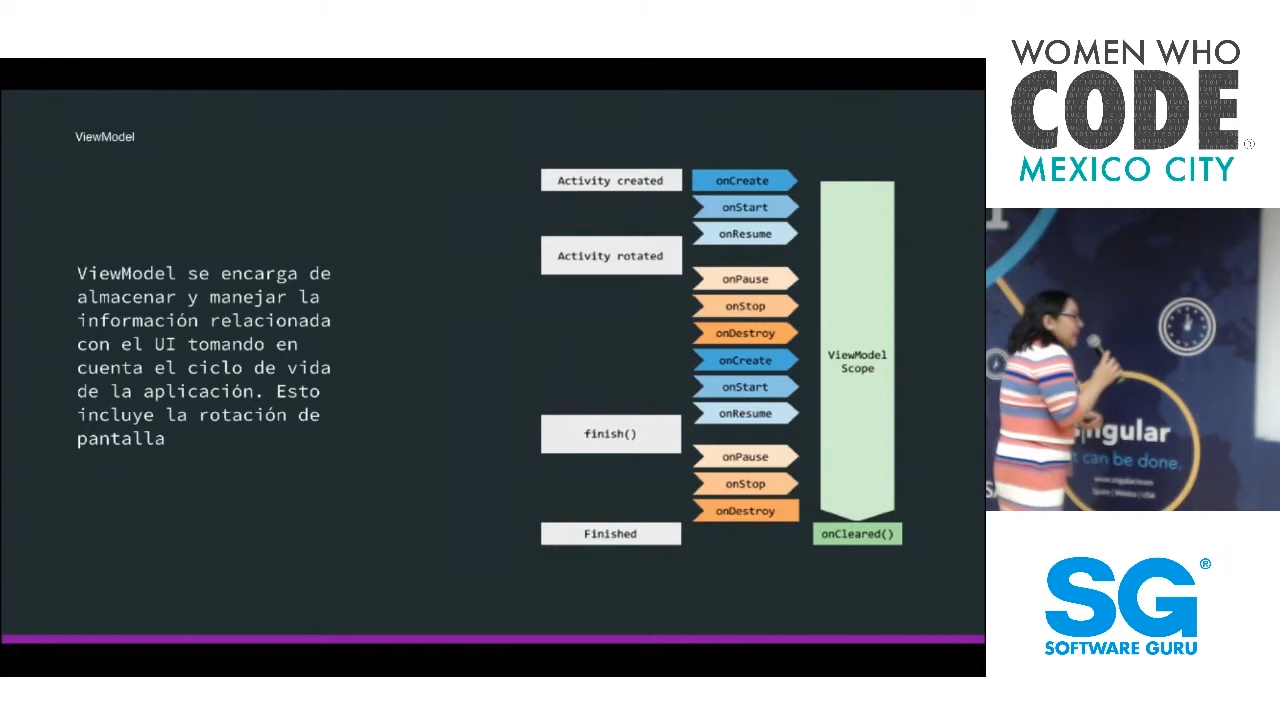 ViewModel
ViewModel se encarga de
almacenar y manejar la
información relacionada
con el UI tomando en
cuenta el ciclo de vida
de la aplicación. Esto
incluye la rotación de
pantalla
Activity created
Activity rotated
finish()
Finished
onCreate
onStart
onResume
onPause
onStop
onDestroy
onCreate
onStart
onResume
onPause
onStop
onDestroy
ViewModel
Scope
onCleared()
WOMEN WHO
CODE
MEXICO CITY
ngular
t can be done.
SG
SOFTWARE GURU